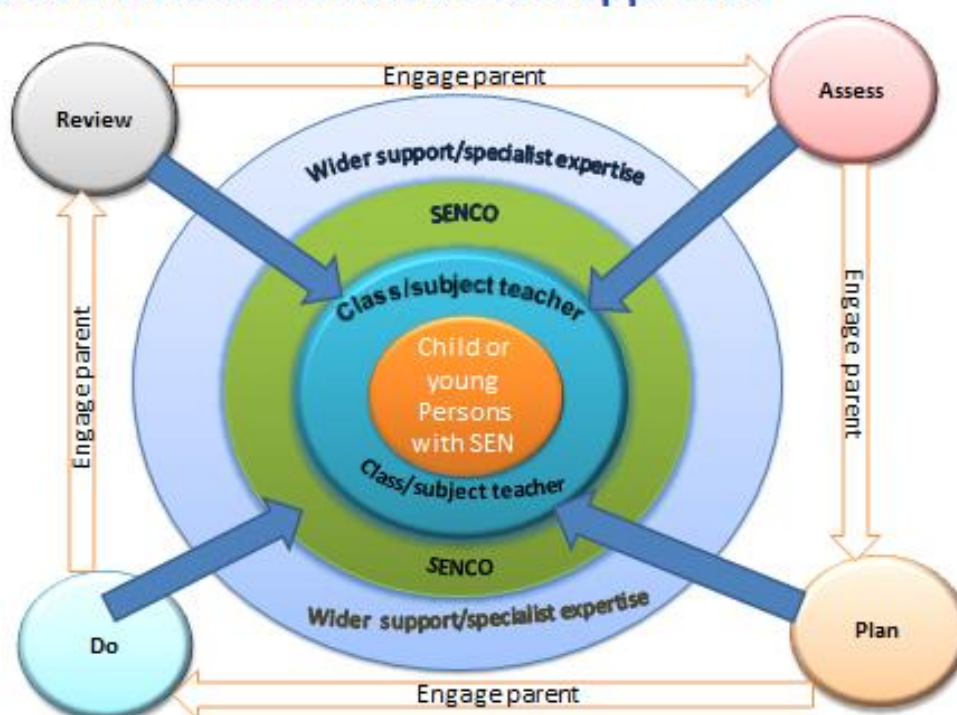 Engage parent
Review
Assess
Wider support/specialist expertise
SENCO
Class/subject teacher
Child or
young
Persons
with SEN
Engage parent
Engage parent
Class/subject teacher
SENCO
Wider support/specialist expertise
Do
Plan
Engage parent